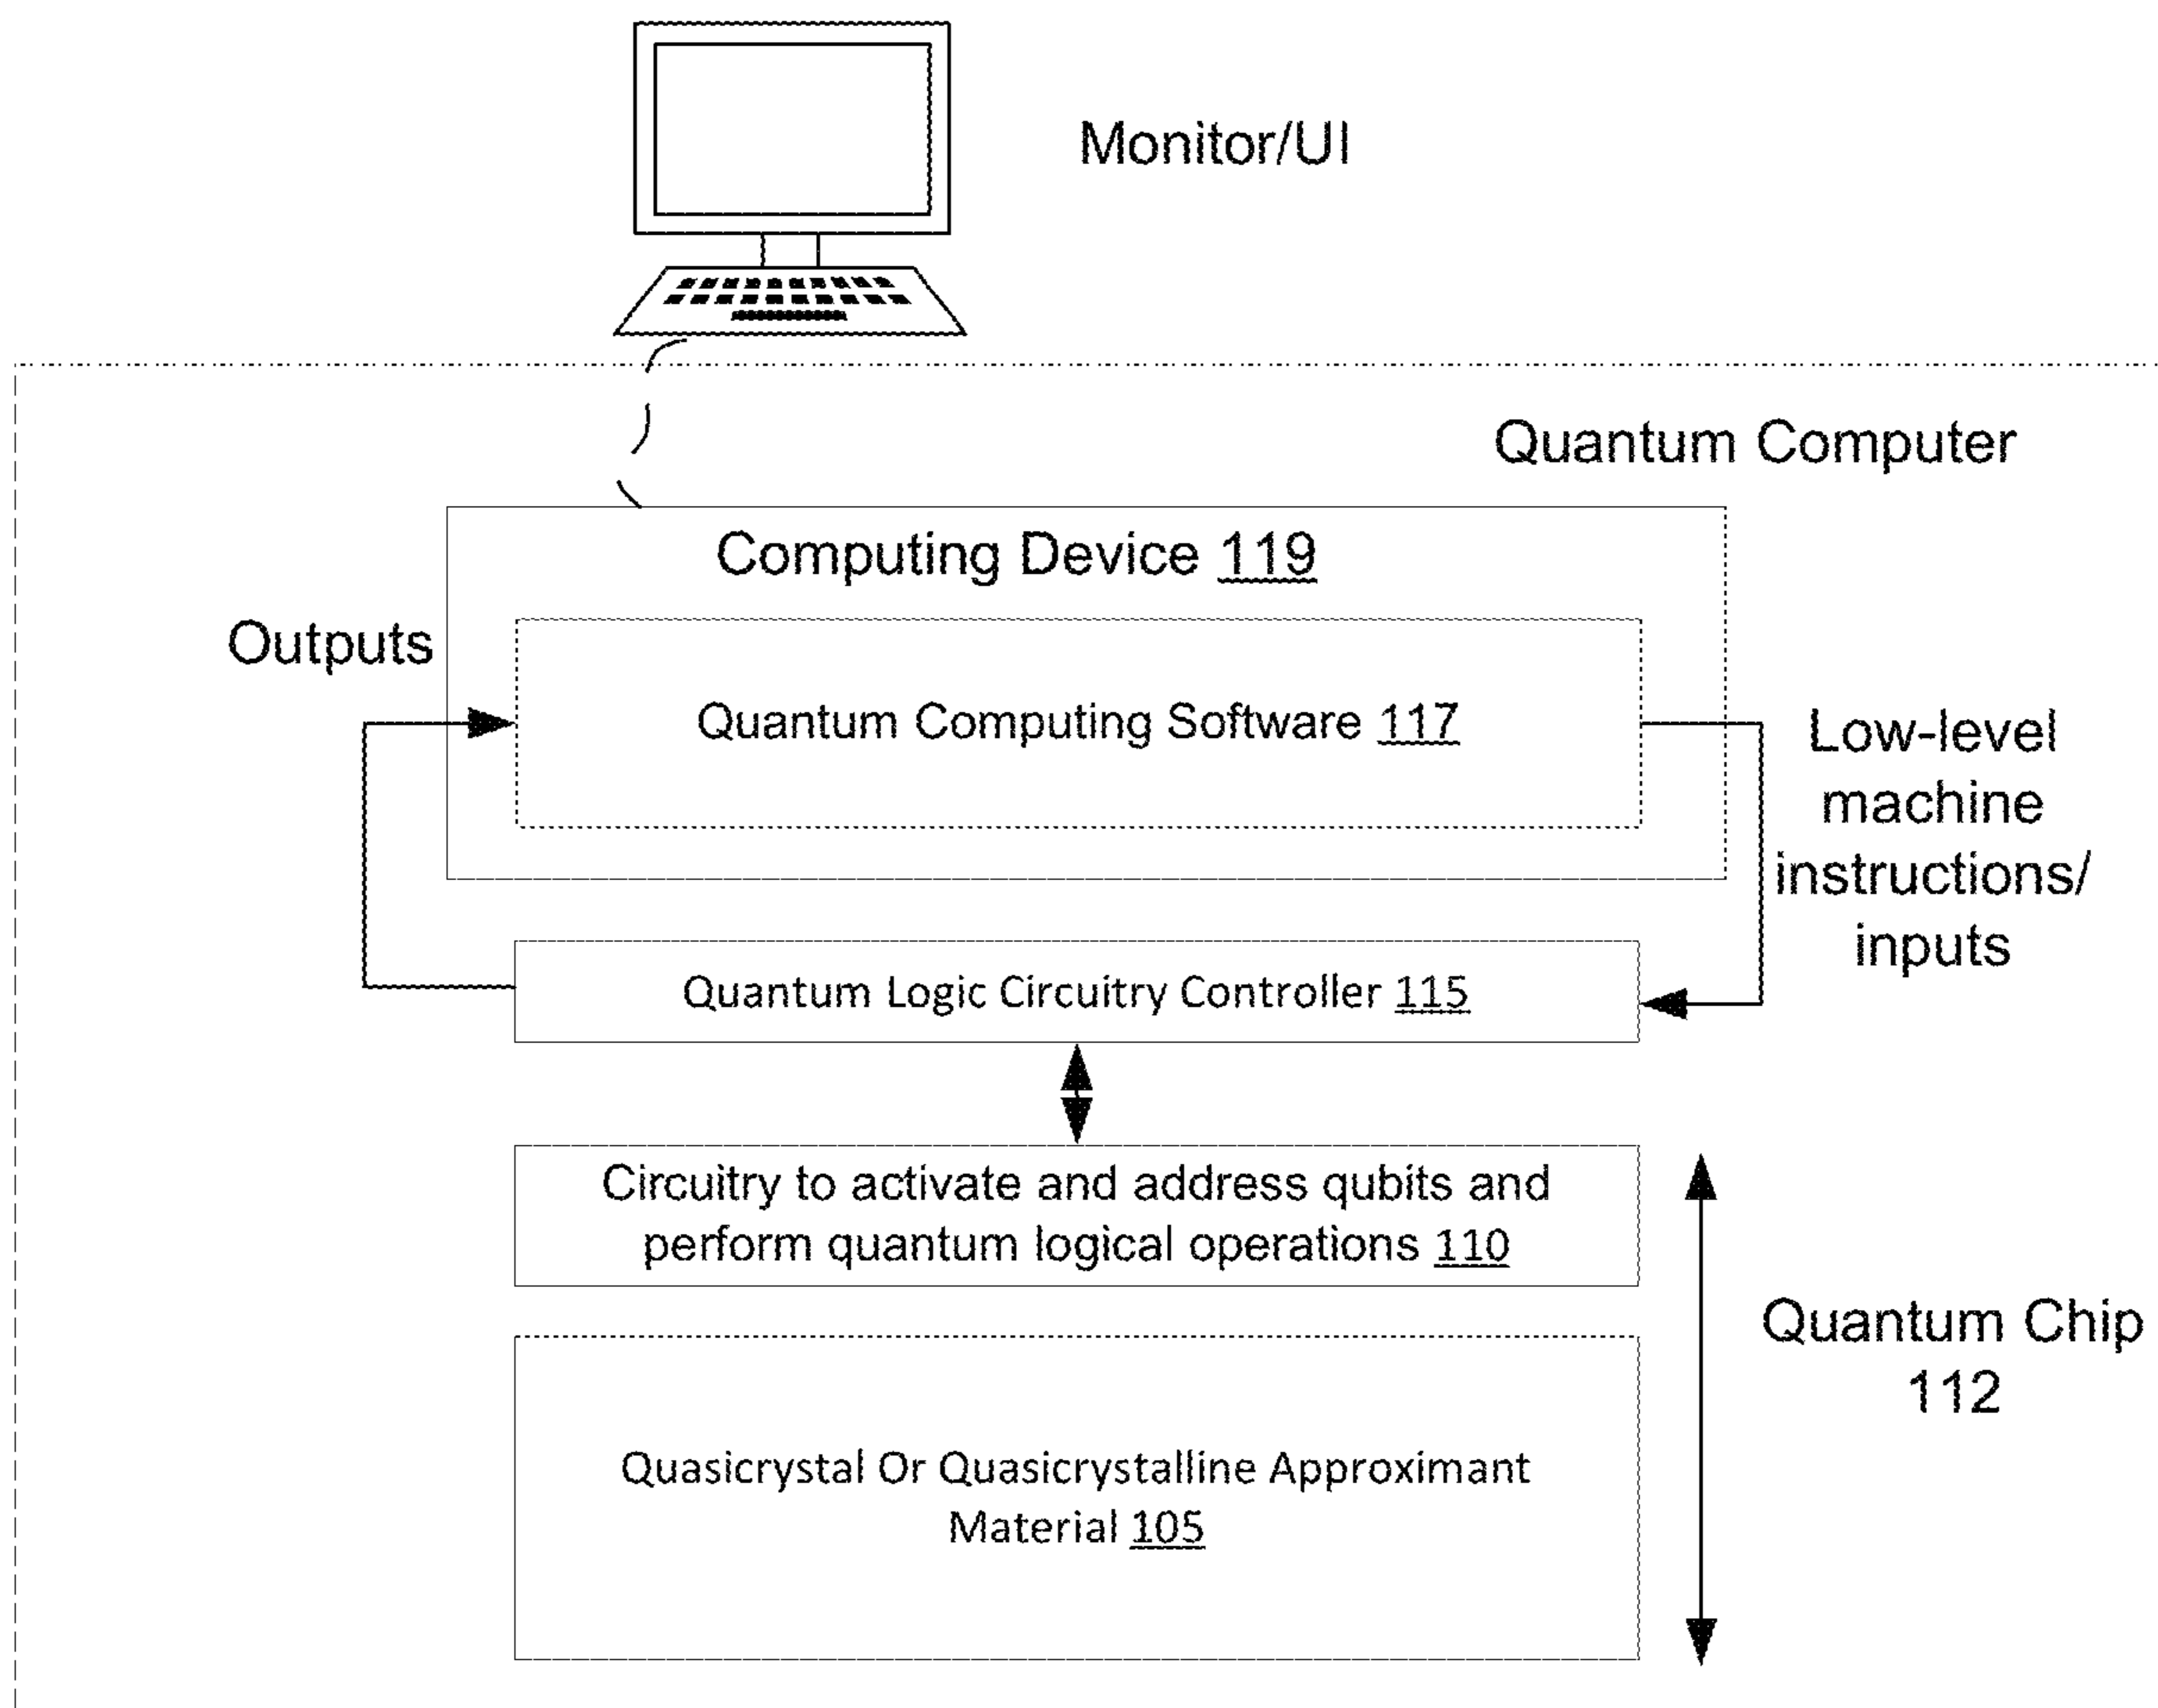 Monitor/UI
Quantum Computer
Computing Device 119
Outputs
Quantum Computing Software 117
Low-level
machine
instructions/
inputs
Quantum Logic Circuitry Controller 115
Circuitry to activate and address qubits and
perform quantum logical operations 110
Quantum Chip
112
Quasicrystal Or Quasicrystalline Approximant
Material 105